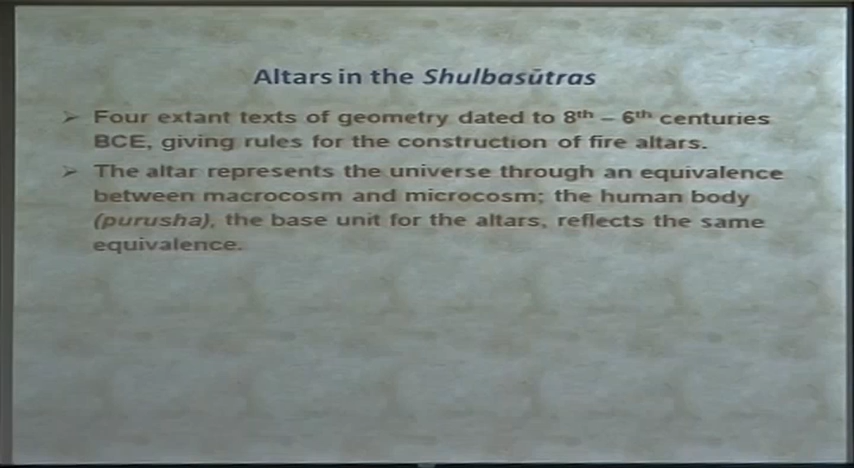 Altars in the Shulbasūtras
➢ Four extant texts of geometry dated to 8th – 6th centuries
BCE, giving rules for the construction of fire altars.
➢ The altar represents the universe through an equivalence
between macrocosm and microcosm; the human body
(purusha), the base unit for the altars, reflects the same
equivalence.